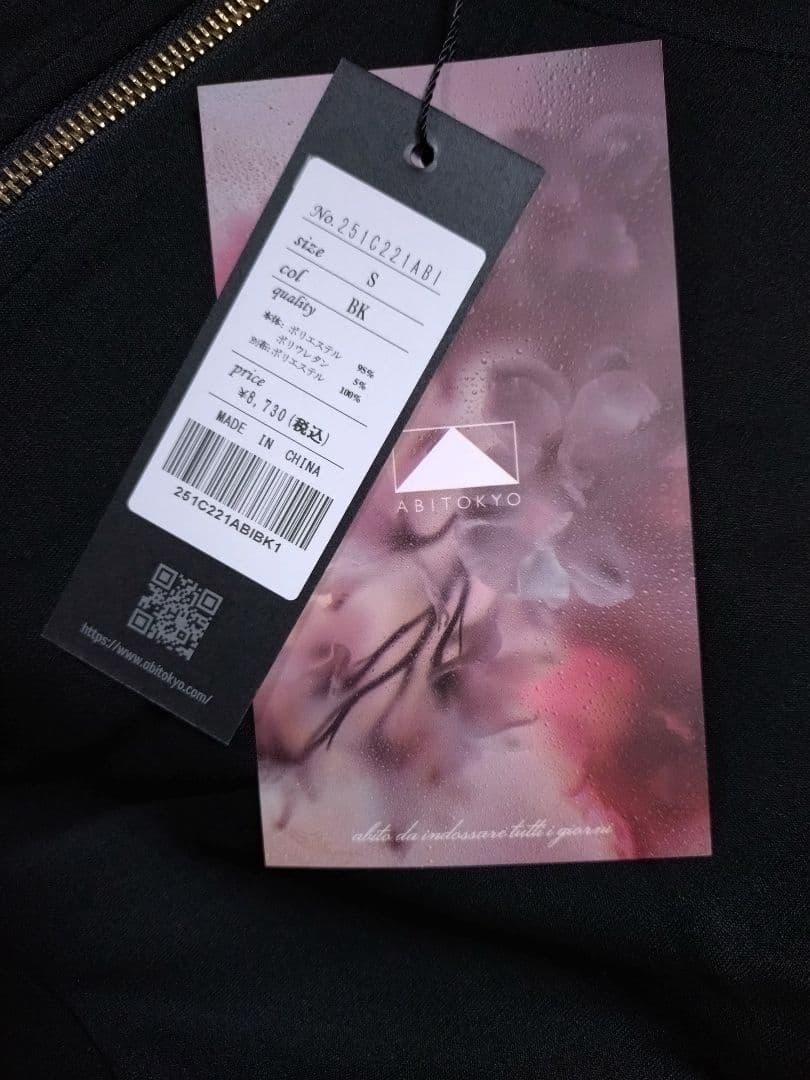 No. 251C221ABI
size S
col BK
quality
本体: ポリエステル 95%
ポリウレタン 5%
別布: ポリエステル 100%
price
¥8,730(税込)
MADE IN CHINA
251C221ABIBK1
https://www.abitokyo.com/
ABITOKYO
abito da indossare tutti i giorni